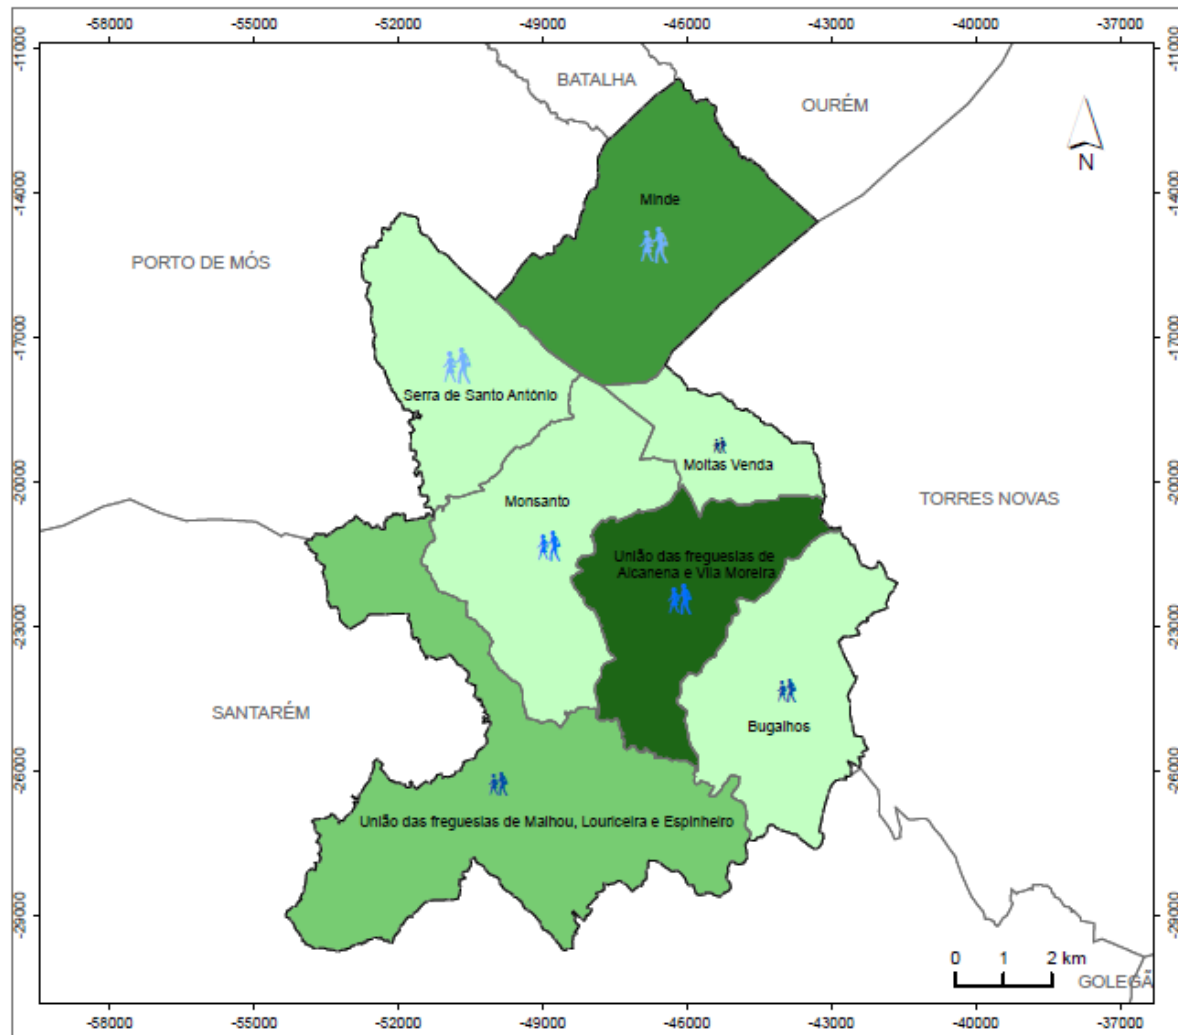 -58000 -55000 -52000 -49000 -46000 -43000 -40000 -37000
-11000 -11000
BATALHA
OURÉM
N
-14000 -14000
Minde
PORTO DE MÓS
-17000 -17000
Serra de Santo António
Moitas Venda
-20000 -20000
Monsanto
TORRES NOVAS
União das freguesias de
Alcanena e Vila Moreira
-23000 -23000
SANTARÉM
Bugalhos
-26000 -26000
União das freguesias de Malhou, Louriceira e Espinheiro
-29000 -29000
0 1 2 km
GOLEGÃ
-58000 -55000 -52000 -49000 -46000 -43000 -40000 -37000